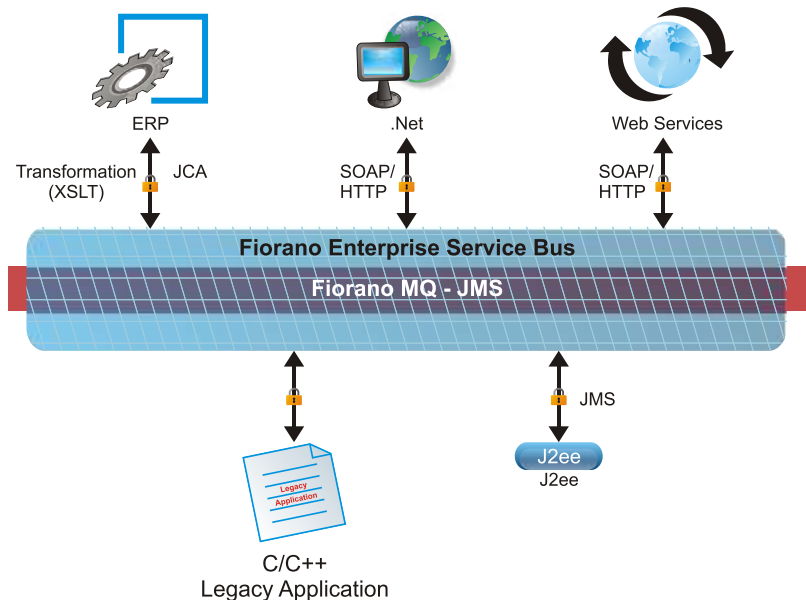 ERP
.Net
Web Services
Transformation
(XSLT)
JCA
SOAP/
HTTP
SOAP/
HTTP
Fiorano Enterprise Service Bus
Fiorano MQ - JMS
JMS
Legacy
Application
J2ee
J2ee
C/C++
Legacy Application